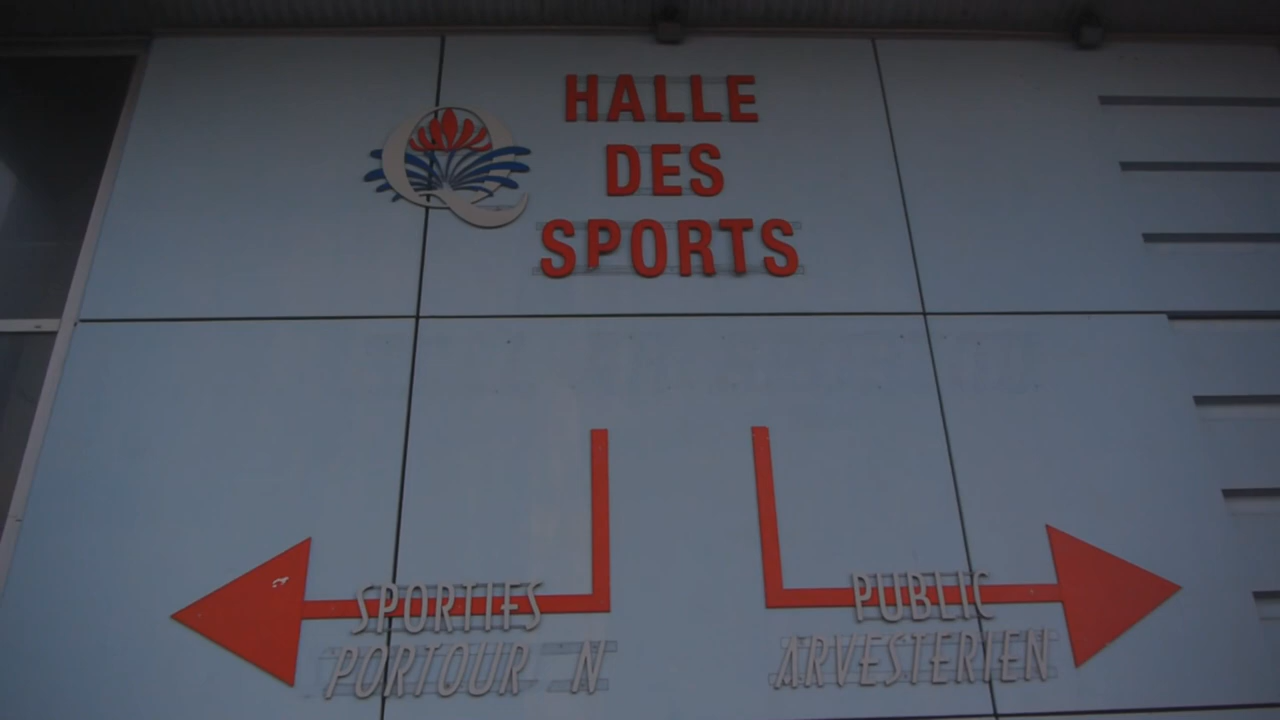 Q
HALLE
DES
SPORTS
SPORTIFS
PORTOUR N
PUBLIC
ARVESTERIEN